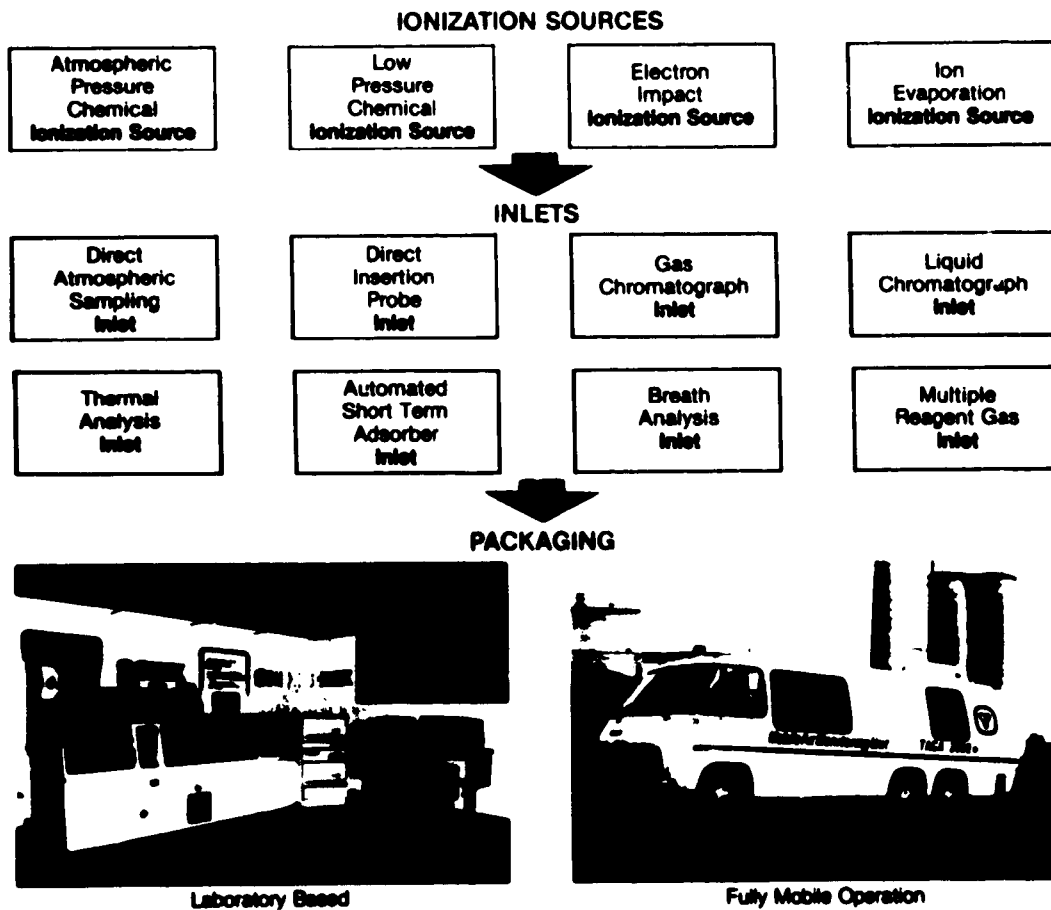 IONIZATION SOURCES
Atmospheric
Pressure
Chemical
Ionization Source
Low
Pressure
Chemical
Ionization Source
Electron
Impact
Ionization Source
Ion
Evaporation
Ionization Source
INLETS
Direct
Atmospheric
Sampling
Inlet
Direct
Insertion
Probe
Inlet
Gas
Chromatograph
Inlet
Liquid
Chromatograph
Inlet
Thermal
Analysis
Inlet
Automated
Short Term
Adsorber
Inlet
Breath
Analysis
Inlet
Multiple
Reagent Gas
Inlet
PACKAGING
TAGA
Laboratory Based
Fully Mobile Operation